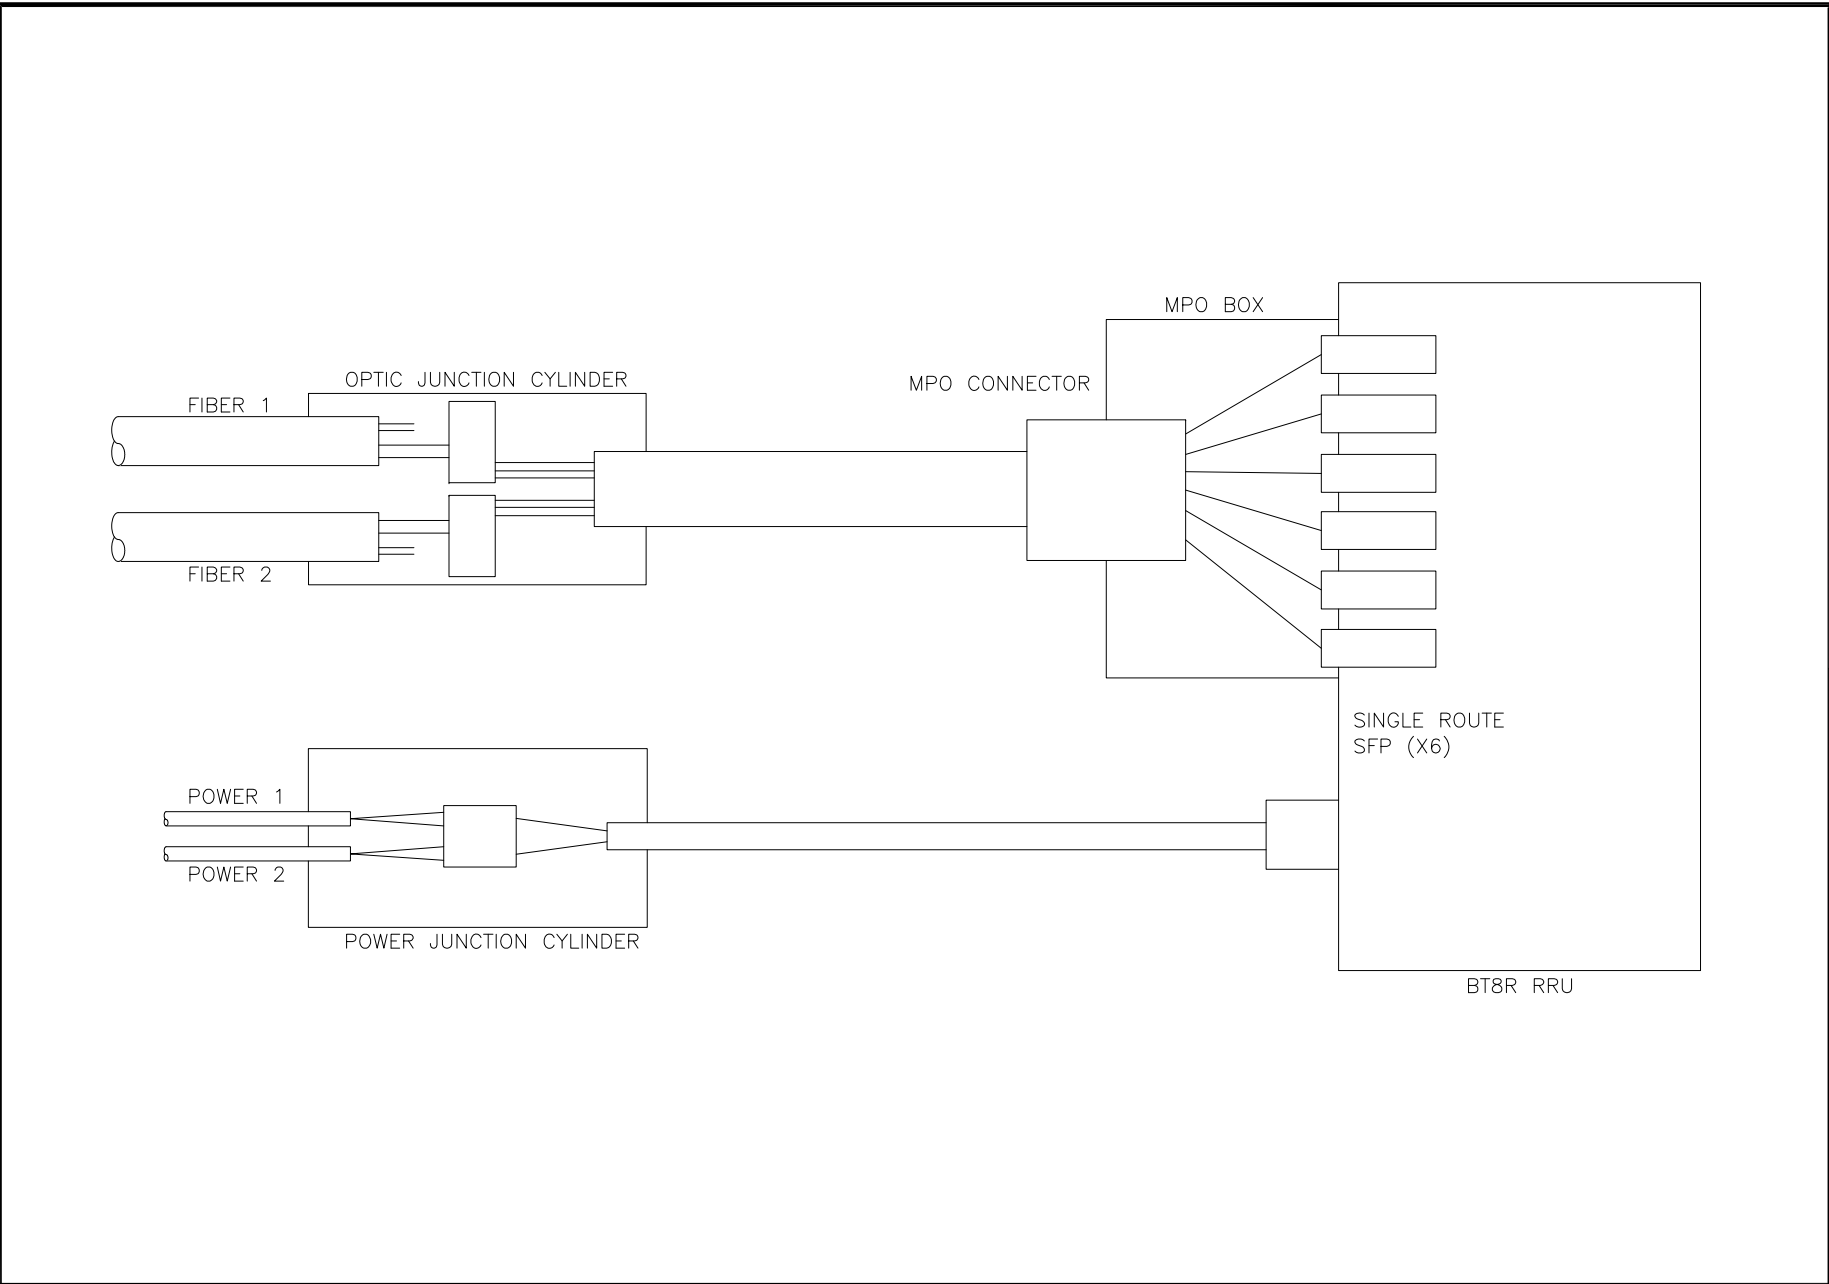 MPO BOX
OPTIC JUNCTION CYLINDER
MPO CONNECTOR
FIBER 1
FIBER 2
SINGLE ROUTE
SFP (X6)
POWER 1
POWER 2
POWER JUNCTION CYLINDER
BT8R RRU